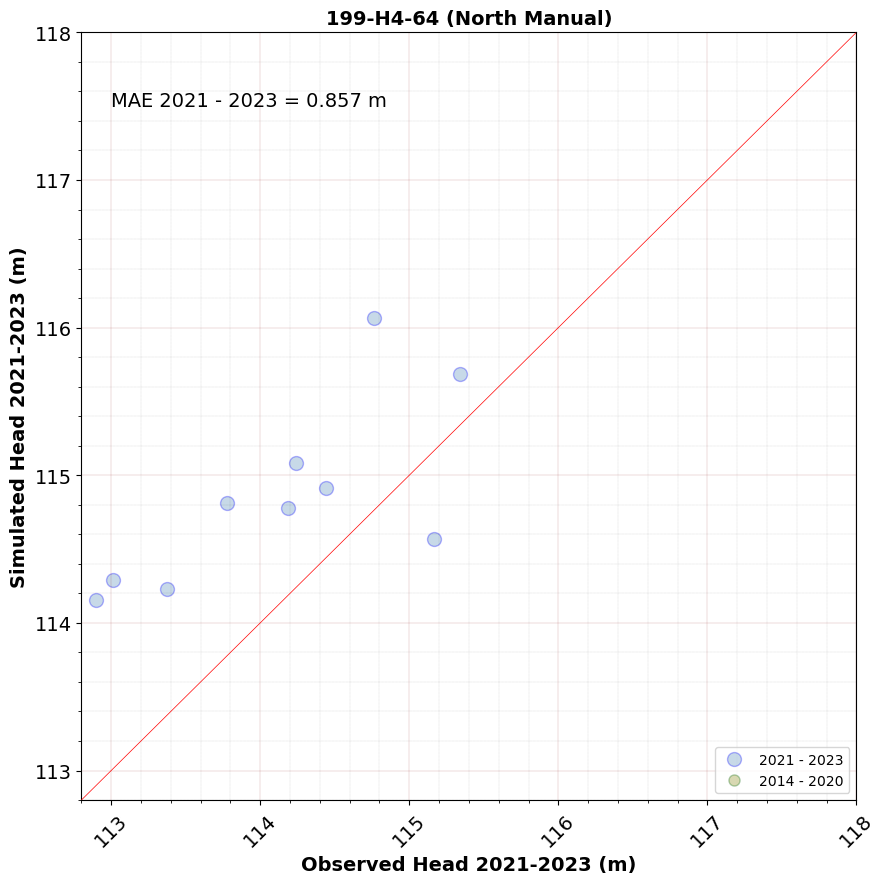 199-H4-64 (North Manual)
118
117
116
115
114
113
Simulated Head 2021-2023 (m)
MAE 2021 - 2023 = 0.857 m
2021 - 2023
2014 - 2020
113
114
115
116
117
118
Observed Head 2021-2023 (m)